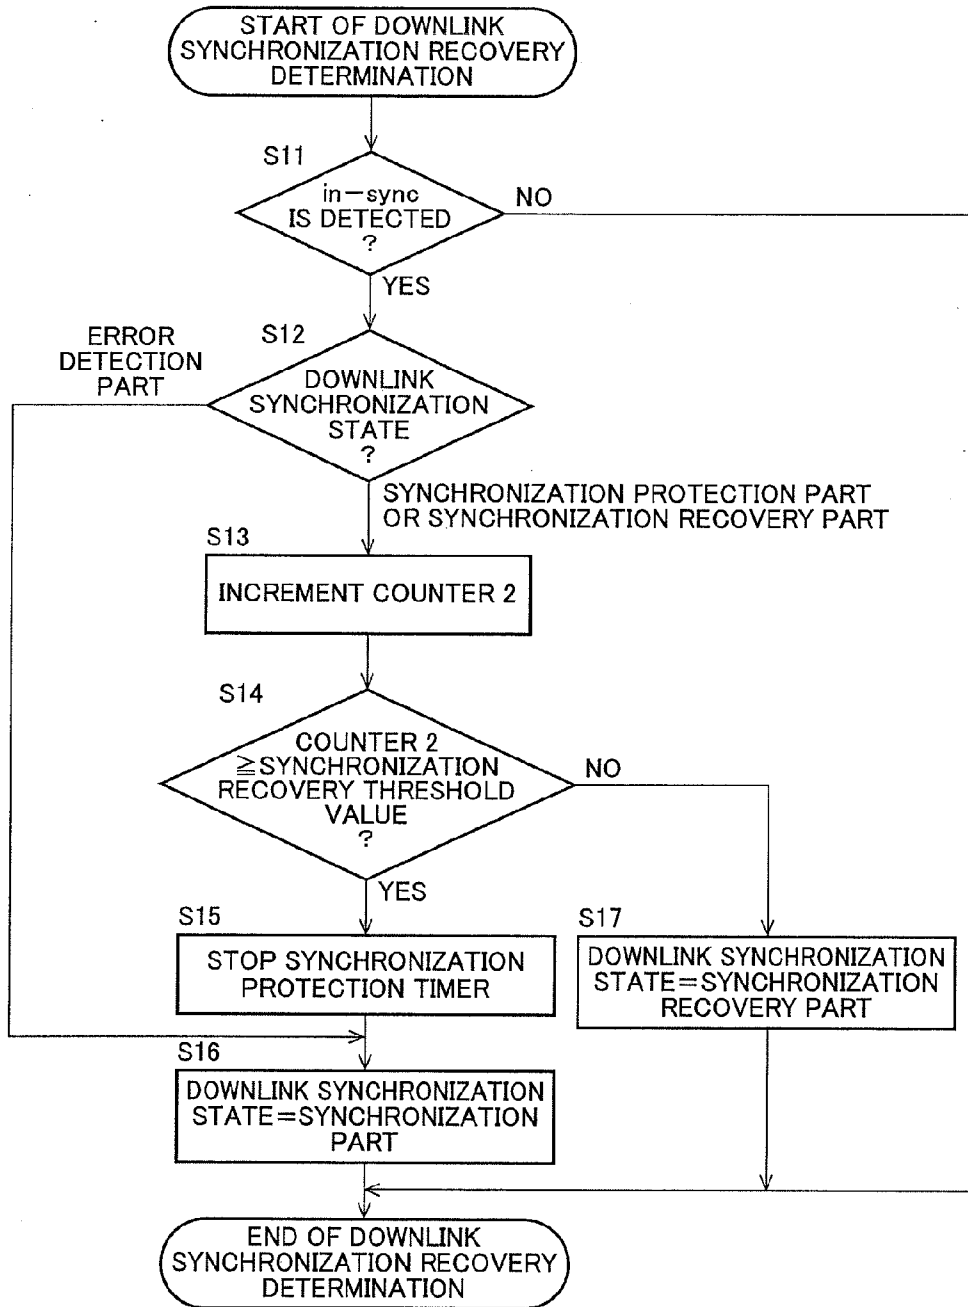 START OF DOWNLINK
SYNCHRONIZATION RECOVERY
DETERMINATION
S11
in-sync
IS DETECTED
?
NO
YES
S12
ERROR
DETECTION
PART
DOWNLINK
SYNCHRONIZATION
STATE
?
SYNCHRONIZATION PROTECTION PART
OR SYNCHRONIZATION RECOVERY PART
S13
INCREMENT COUNTER 2
S14
COUNTER 2
≧SYNCHRONIZATION
RECOVERY THRESHOLD
VALUE
?
NO
YES
S15
STOP SYNCHRONIZATION
PROTECTION TIMER
S17
DOWNLINK SYNCHRONIZATION
STATE=SYNCHRONIZATION
RECOVERY PART
S16
DOWNLINK SYNCHRONIZATION
STATE=SYNCHRONIZATION
PART
END OF DOWNLINK
SYNCHRONIZATION RECOVERY
DETERMINATION